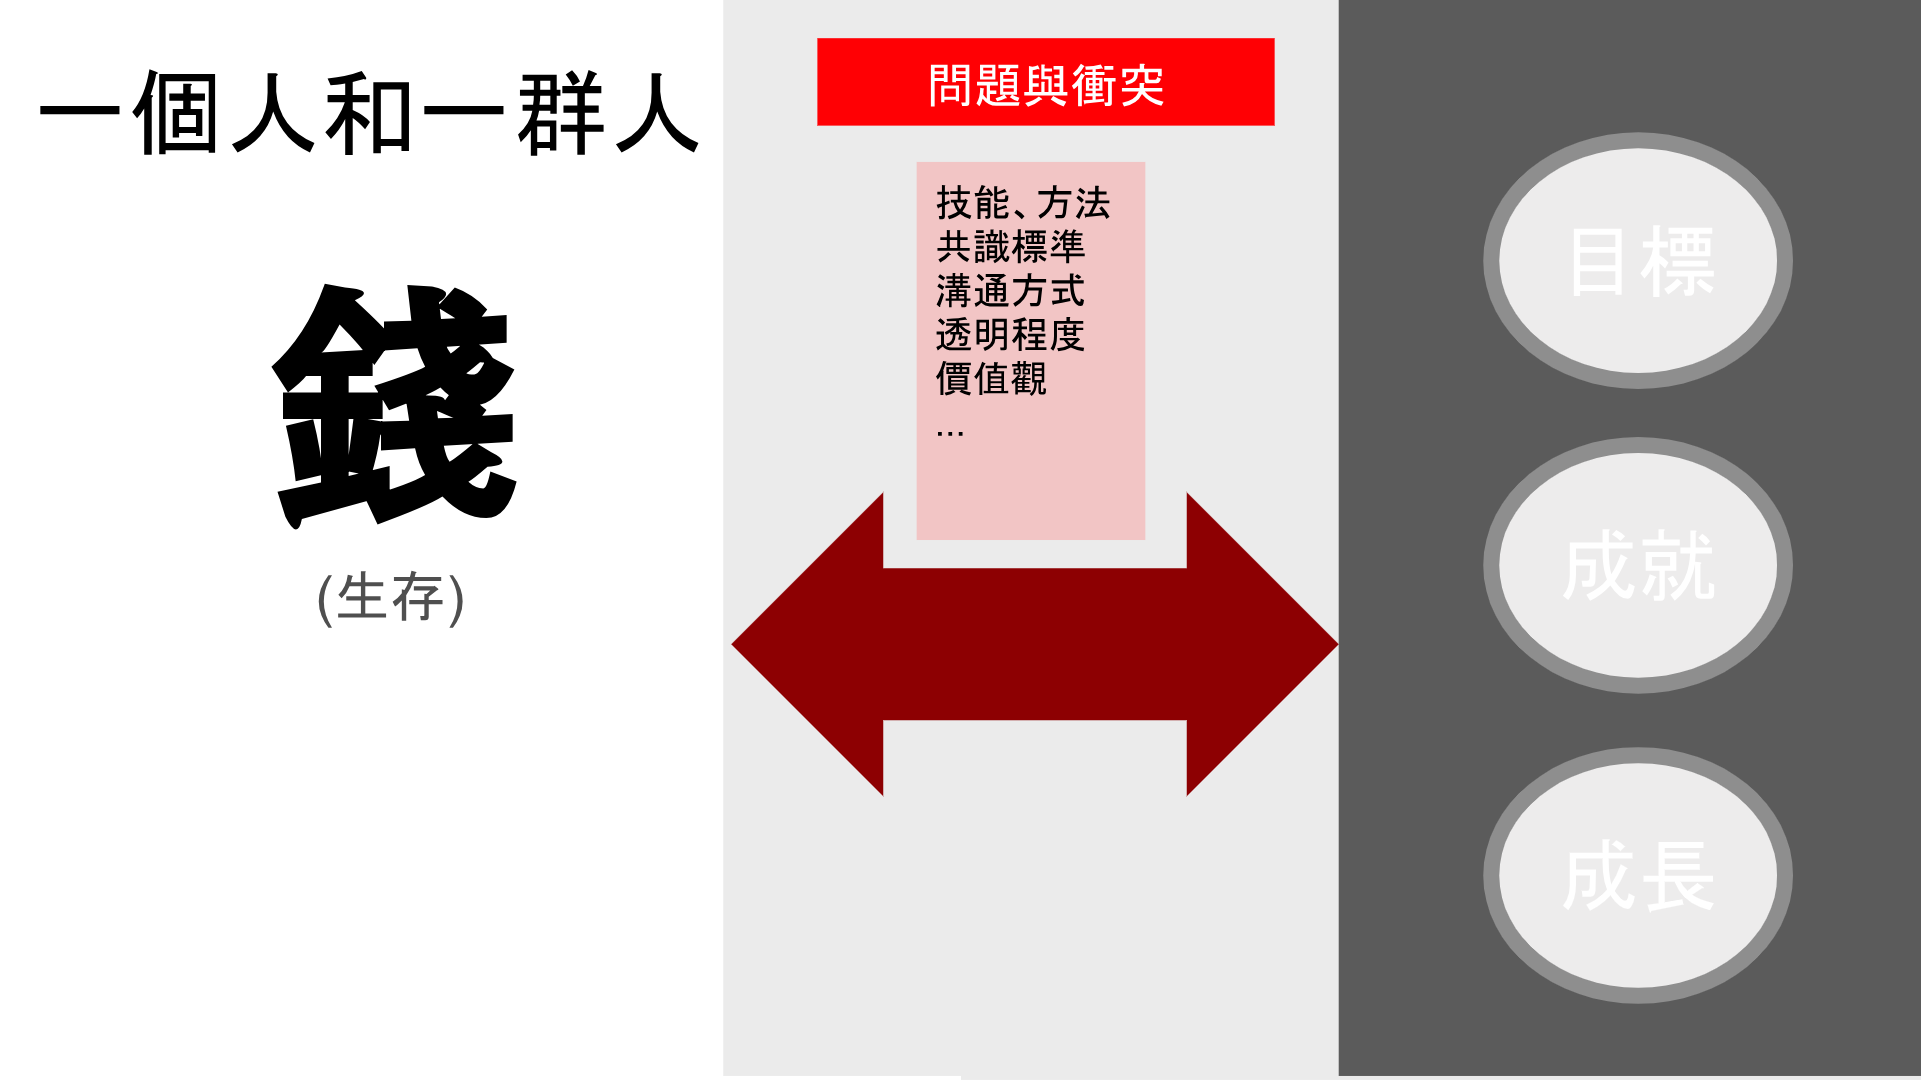 一個人和一群人
錢
(生存)
問題與衝突
技能、方法
共識標準
溝通方式
透明程度
價值觀
...
目標
成就
成長